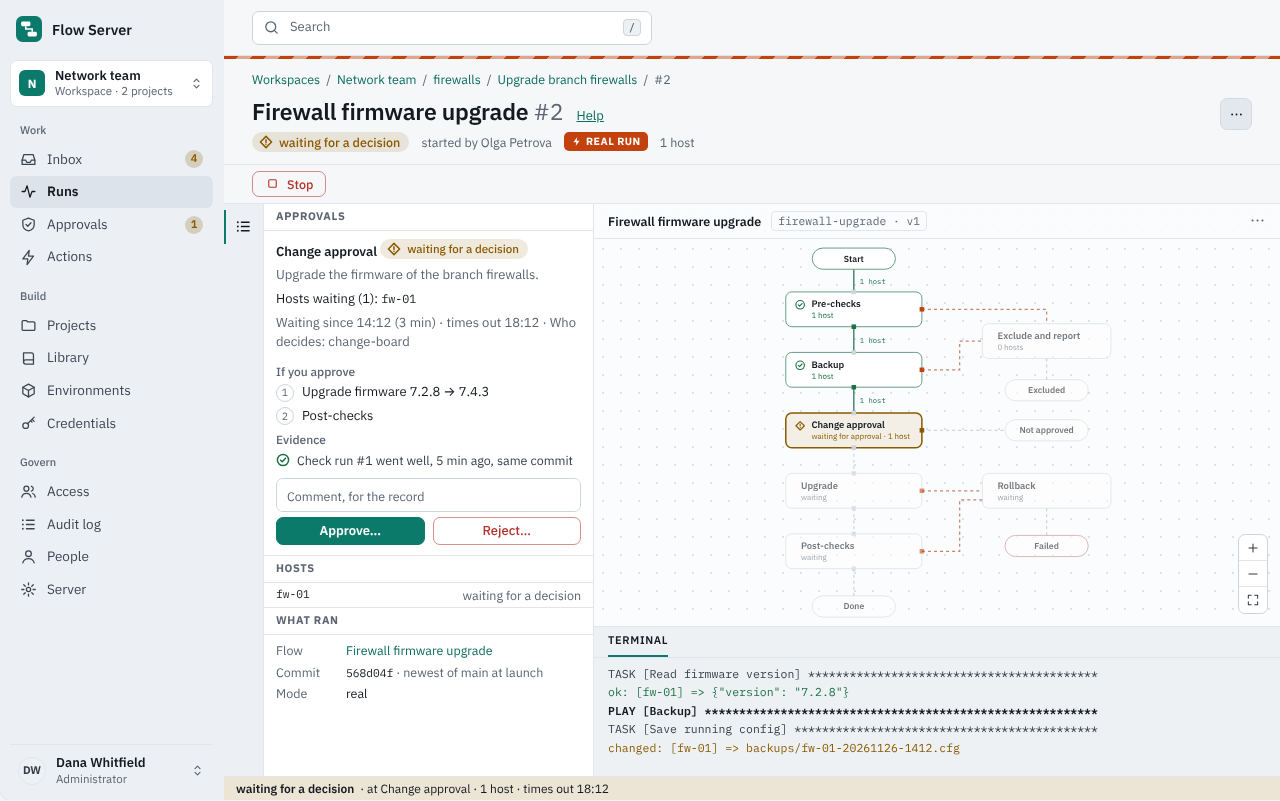 Flow Server
N
Network team
Workspace · 2 projects
Work
Inbox
4
Runs
Approvals
1
Actions
Build
Projects
Library
Environments
Credentials
Govern
Access
Audit log
People
Server
DW
Dana Whitfield
Administrator
Search
/
Workspaces / Network team / firewalls / Upgrade branch firewalls / #2
Firewall firmware upgrade #2 Help
waiting for a decision started by Olga Petrova REAL RUN 1 host
...
Stop
APPROVALS
Change approval waiting for a decision
Upgrade the firmware of the branch firewalls.
Hosts waiting (1): fw-01
Waiting since 14:12 (3 min) · times out 18:12 · Who
decides: change-board
If you approve
1 Upgrade firmware 7.2.8 → 7.4.3
2 Post-checks
Evidence
Check run #1 went well, 5 min ago, same commit
Comment, for the record
Approve... Reject...
HOSTS
fw-01 waiting for a decision
WHAT RAN
Flow Firewall firmware upgrade
Commit 568d04f · newest of main at launch
Mode real
Firewall firmware upgrade firewall-upgrade · v1
...
Start
1 host
Pre-checks
1 host
1 host
Exclude and report
0 hosts
Backup
1 host
Excluded
1 host
Change approval
waiting for approval · 1 host
Not approved
Upgrade
waiting
Rollback
waiting
Post-checks
waiting
Failed
Done
+
−
TERMINAL
TASK [Read firmware version] ******************************************
ok: [fw-01] => {"version": "7.2.8"}
PLAY [Backup] *********************************************************
TASK [Save running config] ********************************************
changed: [fw-01] => backups/fw-01-20261126-1412.cfg
waiting for a decision · at Change approval · 1 host · times out 18:12